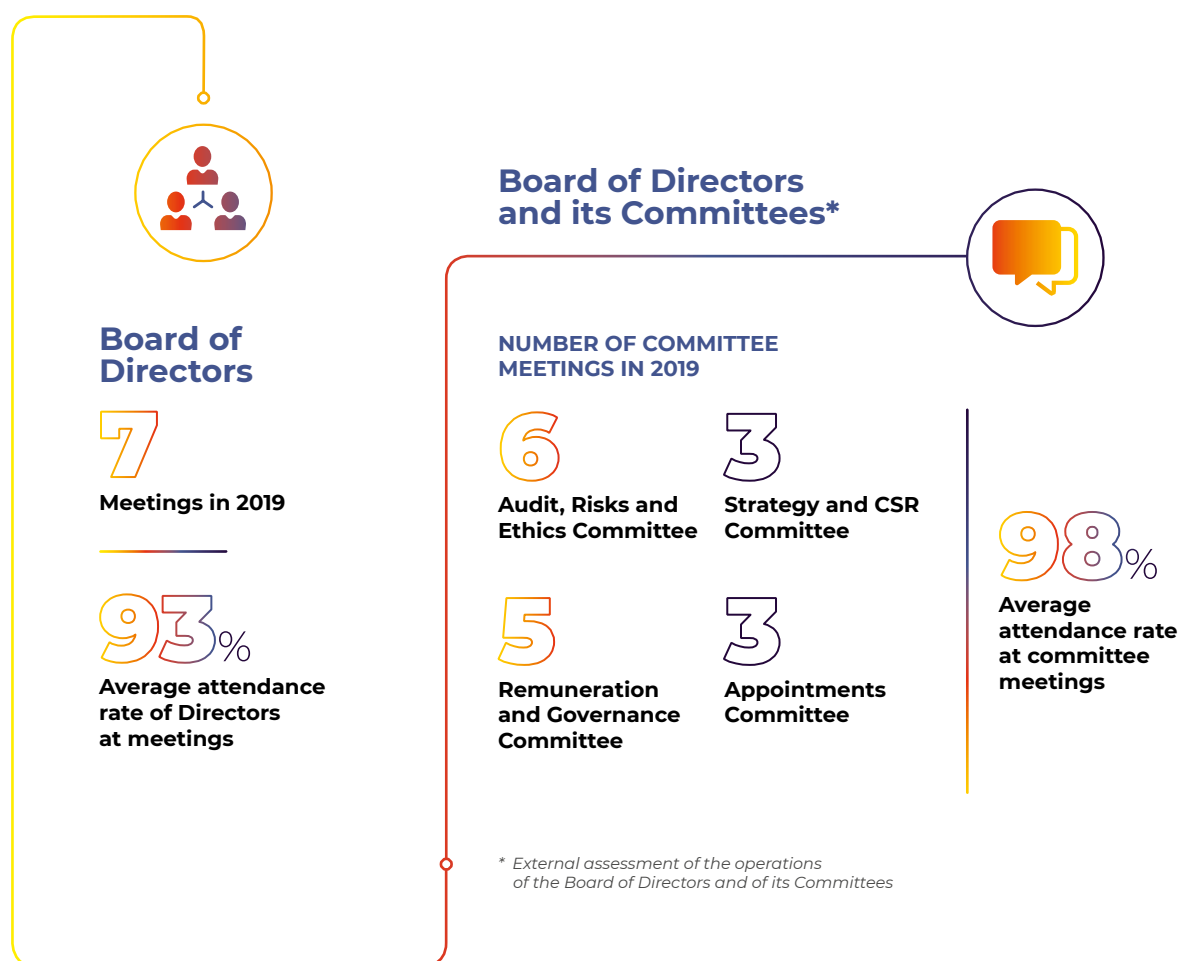 Board of
Directors
7
Meetings in 2019
93%
Average attendance
rate of Directors
at meetings
Board of Directors
and its Committees*
NUMBER OF COMMITTEE
MEETINGS IN 2019
6
Audit, Risks and
Ethics Committee
3
Strategy and CSR
Committee
5
Remuneration
and Governance
Committee
3
Appointments
Committee
98%
Average
attendance rate
at committee
meetings
* External assessment of the operations
of the Board of Directors and of its Committees